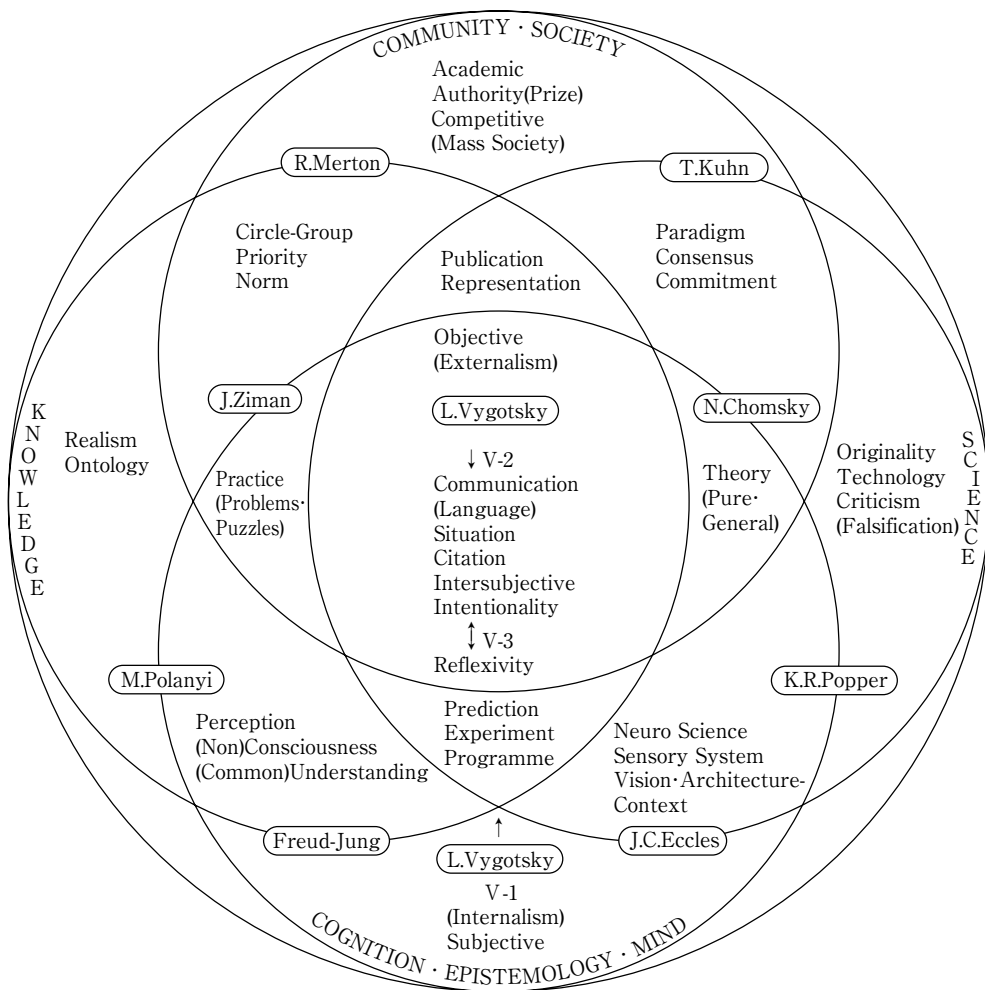 COMMUNITY · SOCIETY
Academic
Authority(Prize)
Competitive
(Mass Society)
R.Merton
T.Kuhn
Circle-Group
Priority
Norm
Publication
Representation
Paradigm
Consensus
Commitment
Objective
(Externalism)
J.Ziman
L.Vygotsky
N.Chomsky
KNOWLEDGE
Realism
Ontology
Practice
(Problems·
Puzzles)
↓ V-2
Communication
(Language)
Situation
Citation
Intersubjective
Intentionality
↕ V-3
Reflexivity
Theory
(Pure·
General)
Originality
Technology
Criticism
(Falsification)
SCIENCE
M.Polanyi
K.R.Popper
Perception
(Non)Consciousness
(Common)Understanding
Prediction
Experiment
Programme
Neuro Science
Sensory System
Vision·Architecture-
Context
Freud-Jung
↑
L.Vygotsky
J.C.Eccles
V-1
(Internalism)
Subjective
COGNITION · EPISTEMOLOGY · MIND